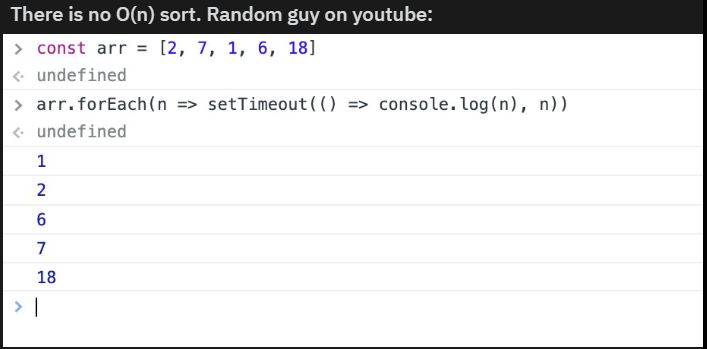 There is no O(n) sort. Random guy on youtube:
> const arr = [2, 7, 1, 6, 18]
<· undefined
> arr.forEach(n => setTimeout(() => console.log(n), n))
<· undefined
1
2
6
7
18
>